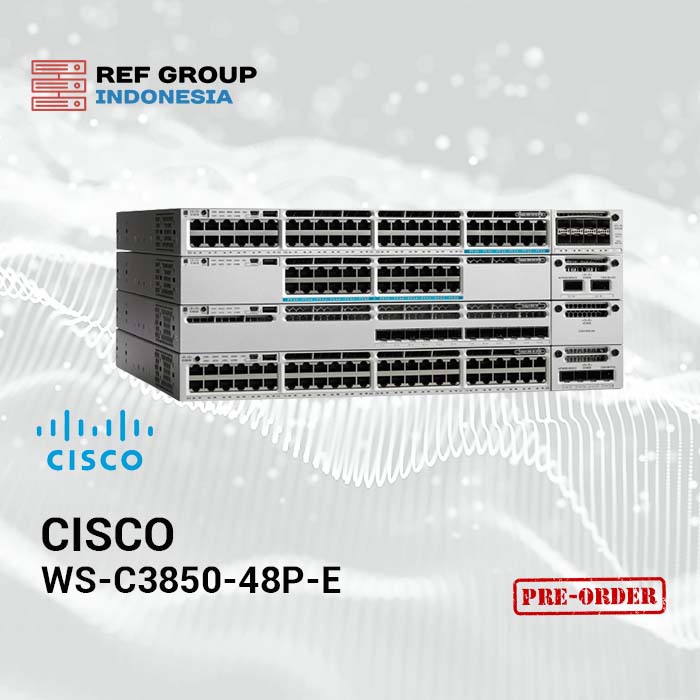 REF GROUP
INDONESIA
CISCO
CISCO
WS-C3850-48P-E
PRE-ORDER